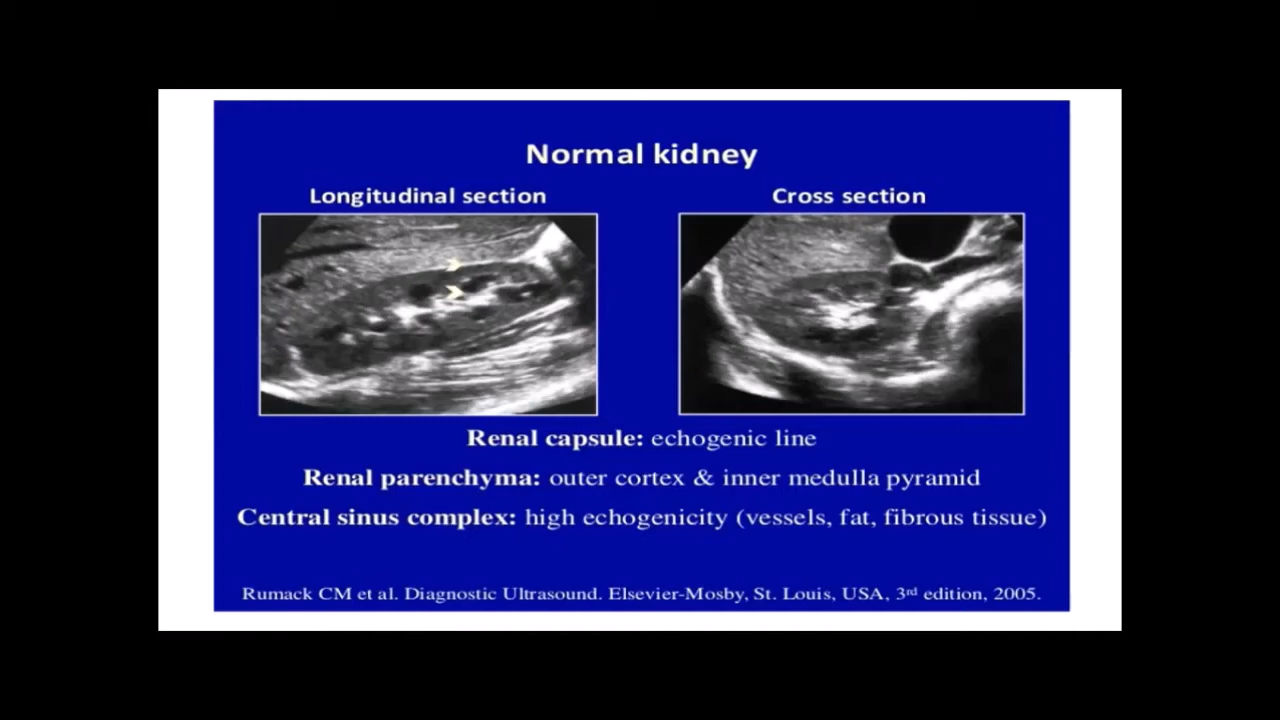 Normal kidney
Longitudinal section
Cross section
Renal capsule: echogenic line
Renal parenchyma: outer cortex & inner medulla pyramid
Central sinus complex: high echogenicity (vessels, fat, fibrous tissue)
Rumack CM et al. Diagnostic Ultrasound. Elsevier-Mosby, St. Louis, USA, 3rd edition, 2005.